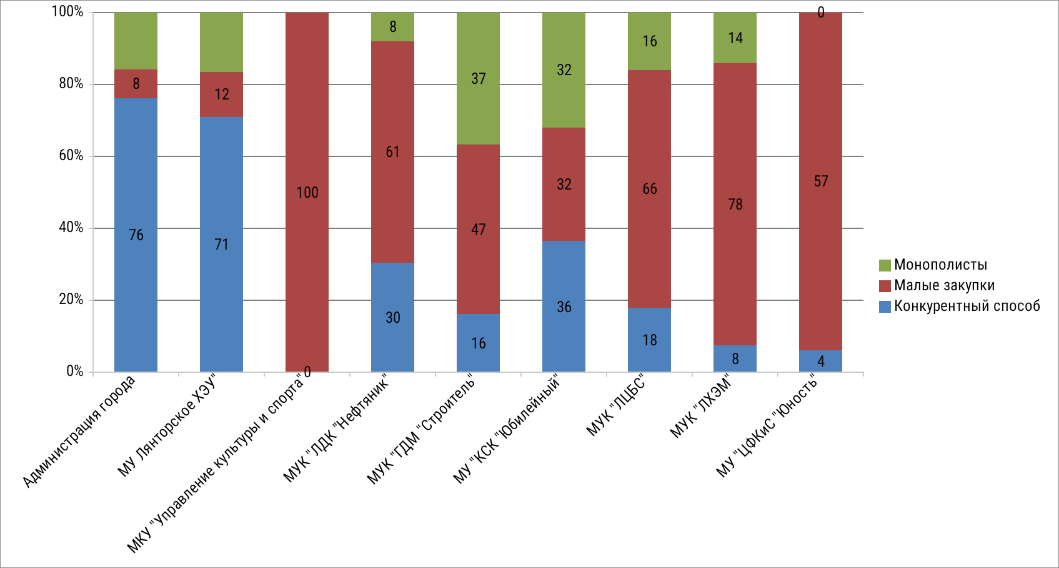 100%
80%
60%
40%
20%
0%
76
8
71
12
0
100
30
61
8
16
47
37
36
32
32
18
66
16
8
78
14
4
57
0
Администрация города
МУ Лянторское ХЭУ"
МКУ "Управление культуры и спорта"
МУК "ЛДК "Нефтяник"
МУК "ГДМ "Строитель"
МУ "КСК "Юбилейный"
МУК "ЛЦБС"
МУК "ЛХЭМ"
МУ "ЦФКиС "Юность"
Монополисты
Малые закупки
Конкурентный способ